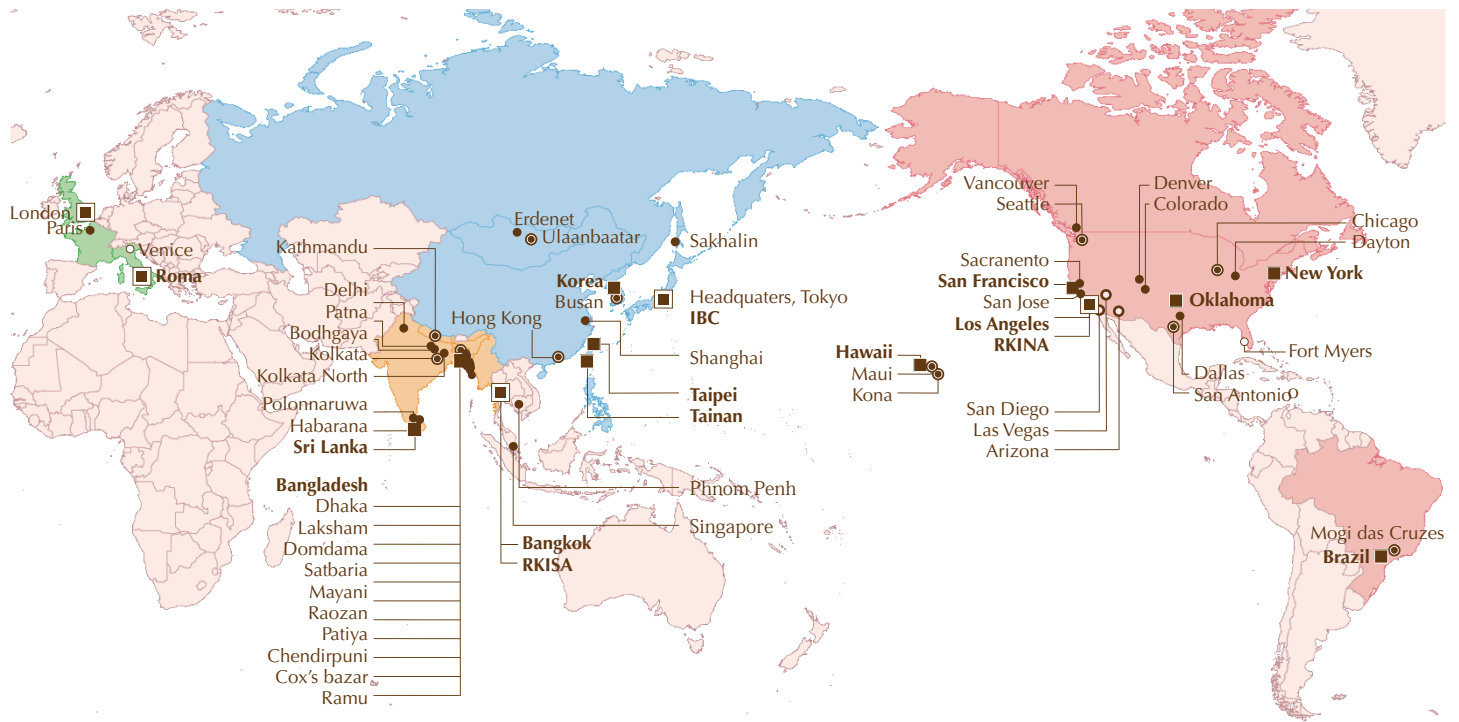 London
Paris
Venice
Roma
Kathmandu
Delhi
Patna
Bodhgaya
Kolkata
Kolkata North
Polonnaruwa
Habarana
Sri Lanka
Bangladesh
Dhaka
Laksham
Domdama
Satbaria
Mayani
Raozan
Patiya
Chendirpuni
Cox's bazar
Ramu
Erdenet
Ulaanbaatar
Sakhalin
Korea
Busan
Headquaters, Tokyo
IBC
Hong Kong
Shanghai
Taipei
Tainan
Phnom Penh
Singapore
Bangkok
RKISA
Hawaii
Maui
Kona
Vancouver
Seattle
Sacranento
San Francisco
San Jose
Los Angeles
RKINA
San Diego
Las Vegas
Arizona
Denver
Colorado
Chicago
Dayton
New York
Oklahoma
Fort Myers
Dallas
San Antonio
Mogi das Cruzes
Brazil